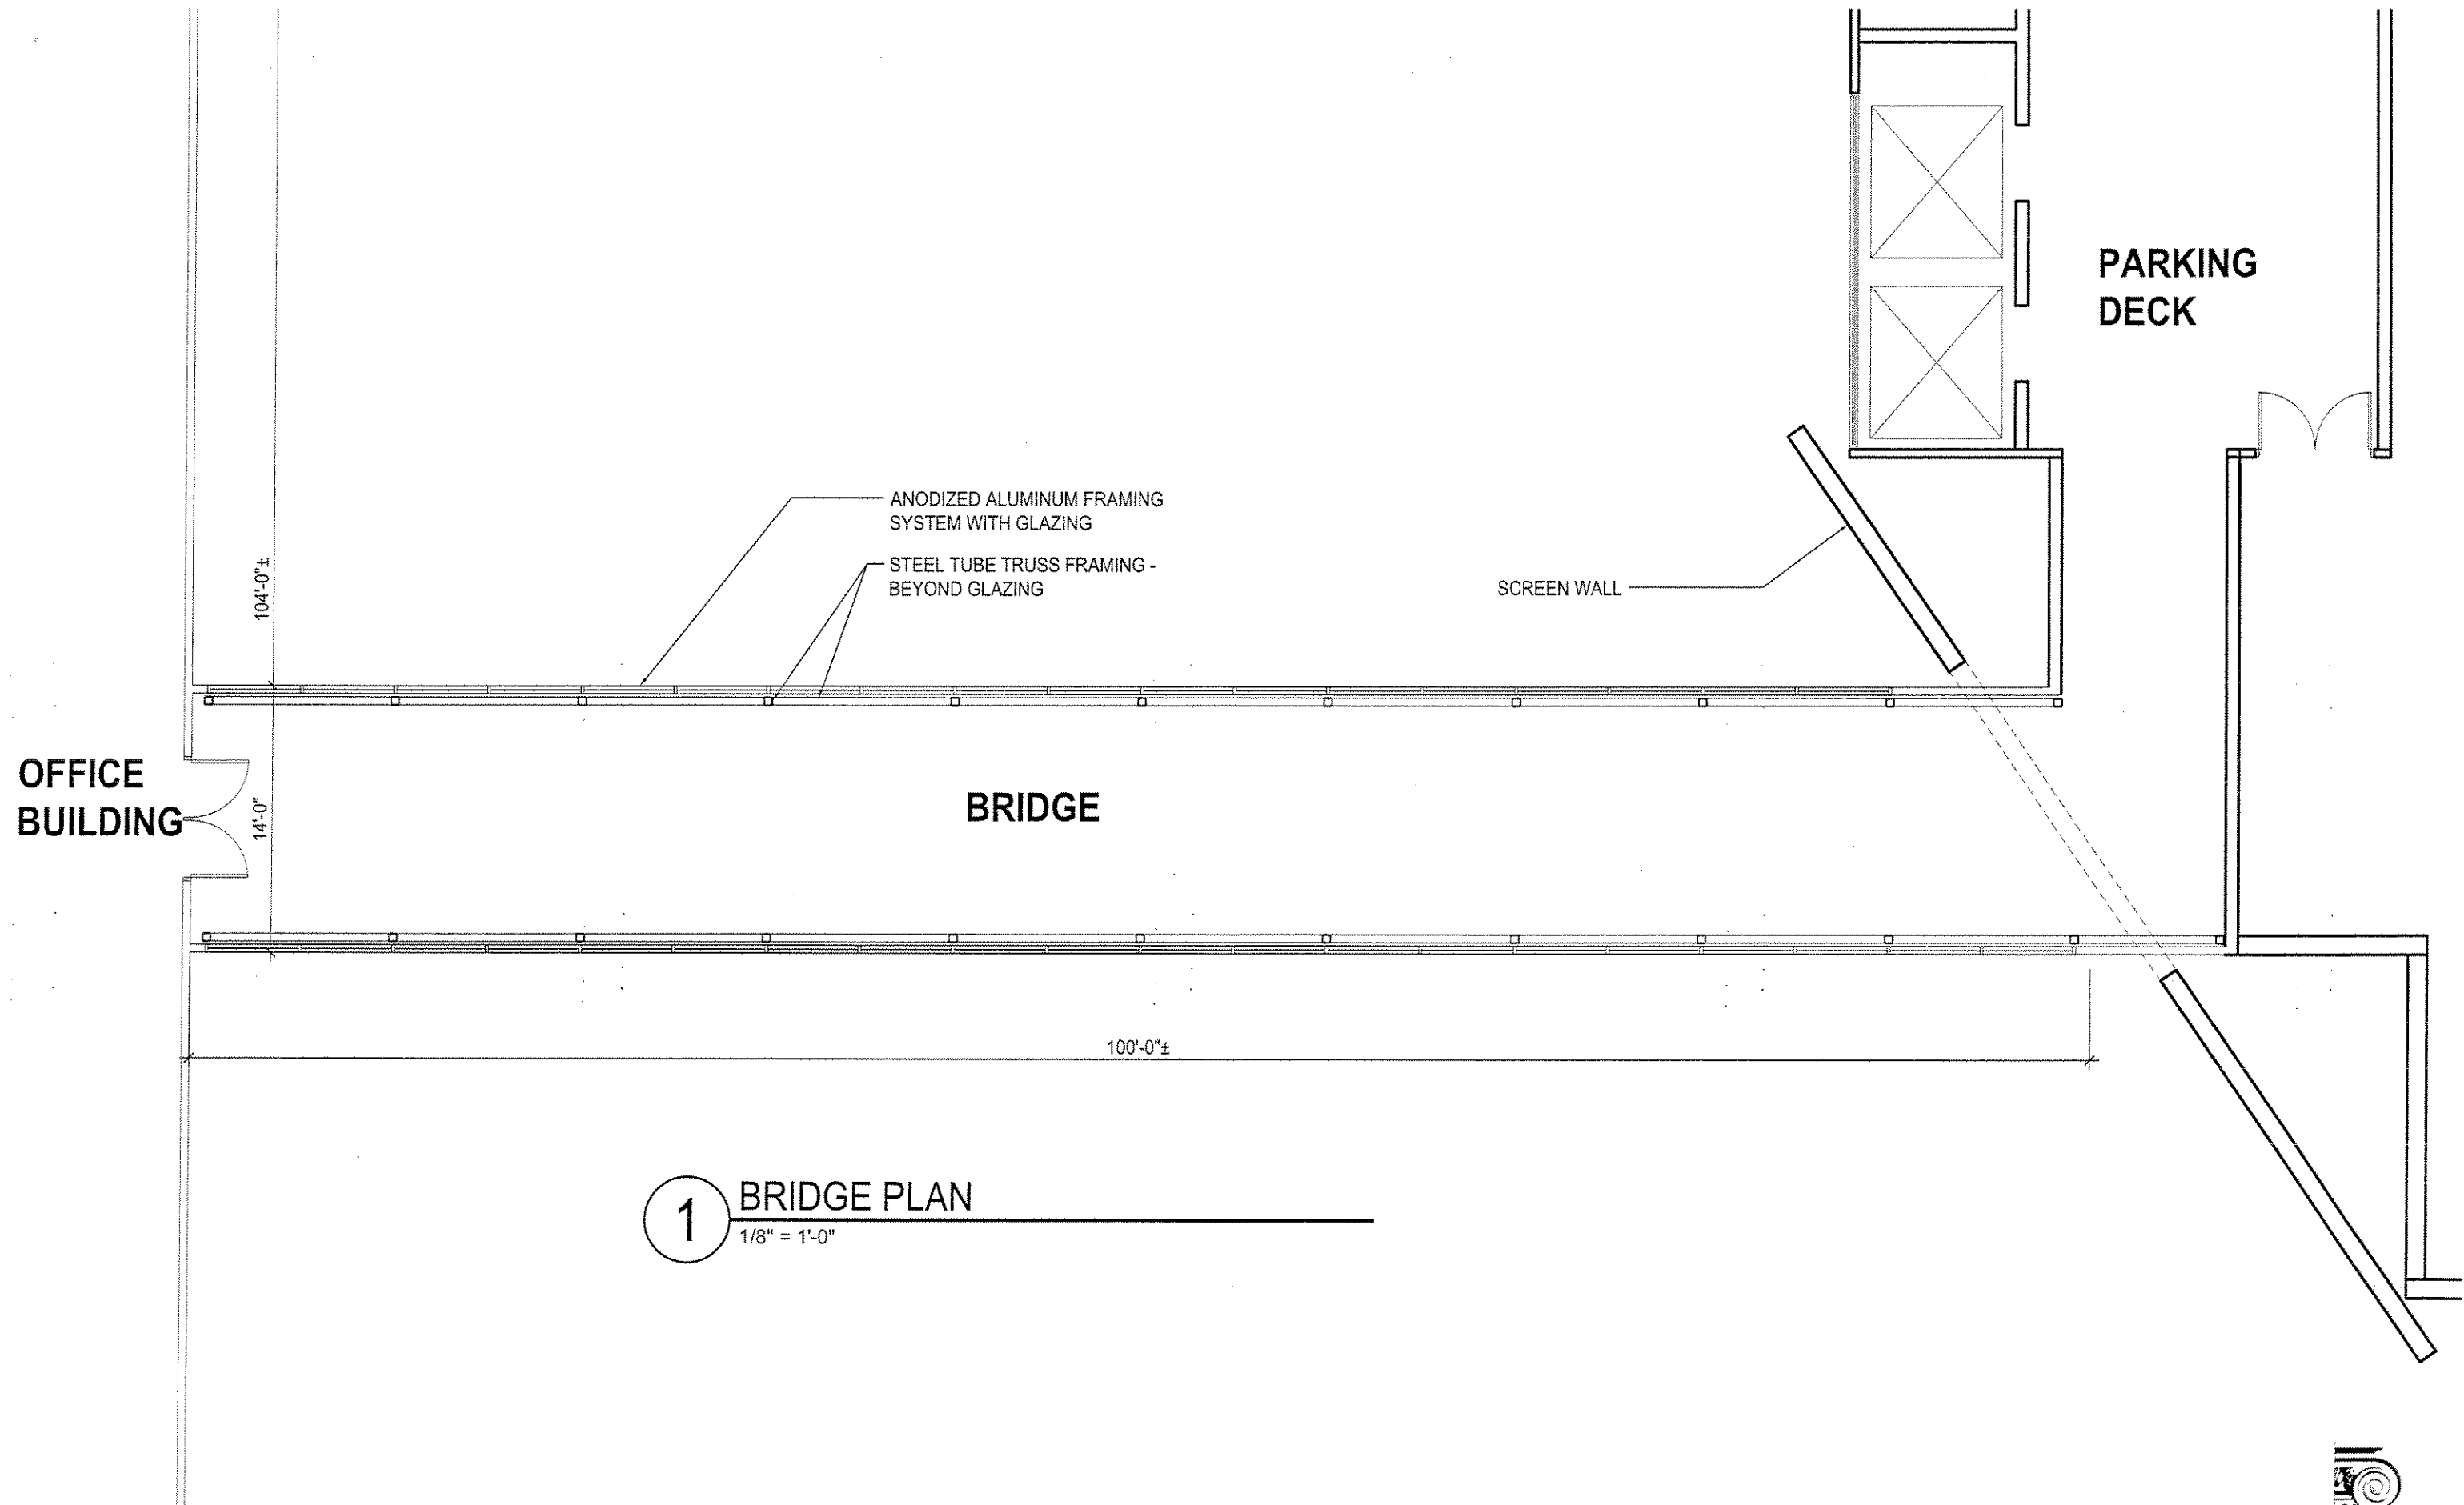 PARKING
DECK
ANODIZED ALUMINUM FRAMING
SYSTEM WITH GLAZING
STEEL TUBE TRUSS FRAMING -
BEYOND GLAZING
SCREEN WALL
104'-0"±
OFFICE
BUILDING
14'-0"
BRIDGE
100'-0"±
1
BRIDGE PLAN
1/8" = 1'-0"